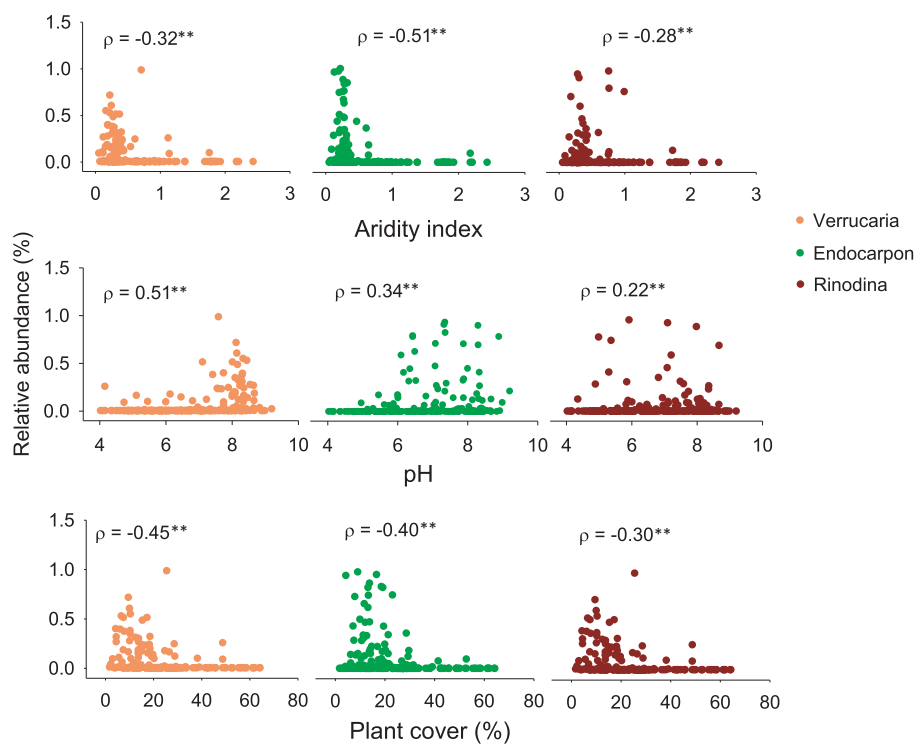 1.5
1.0
0.5
0.0
ρ = -0.32**
ρ = -0.51**
ρ = -0.28**
0 1 2 3
0 1 2 3
0 1 2 3
Aridity index
Verrucaria
Endocarpon
Rinodina
Relative abundance (%)
1.5
1.0
0.5
0.0
ρ = 0.51**
ρ = 0.34**
ρ = 0.22**
4 6 8 10
4 6 8 10
4 6 8 10
pH
1.5
1.0
0.5
0.0
ρ = -0.45**
ρ = -0.40**
ρ = -0.30**
0 20 40 60 80
0 20 40 60 80
0 20 40 60 80
Plant cover (%)